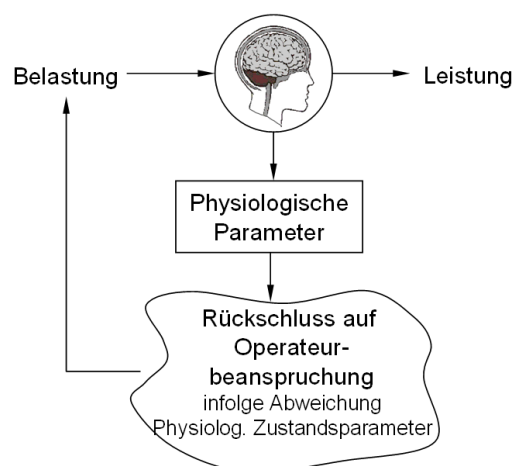 Belastung
Leistung
Physiologische
Parameter
Rückschluss auf
Operateur-
beanspruchung
infolge Abweichung
Physiolog. Zustandsparameter